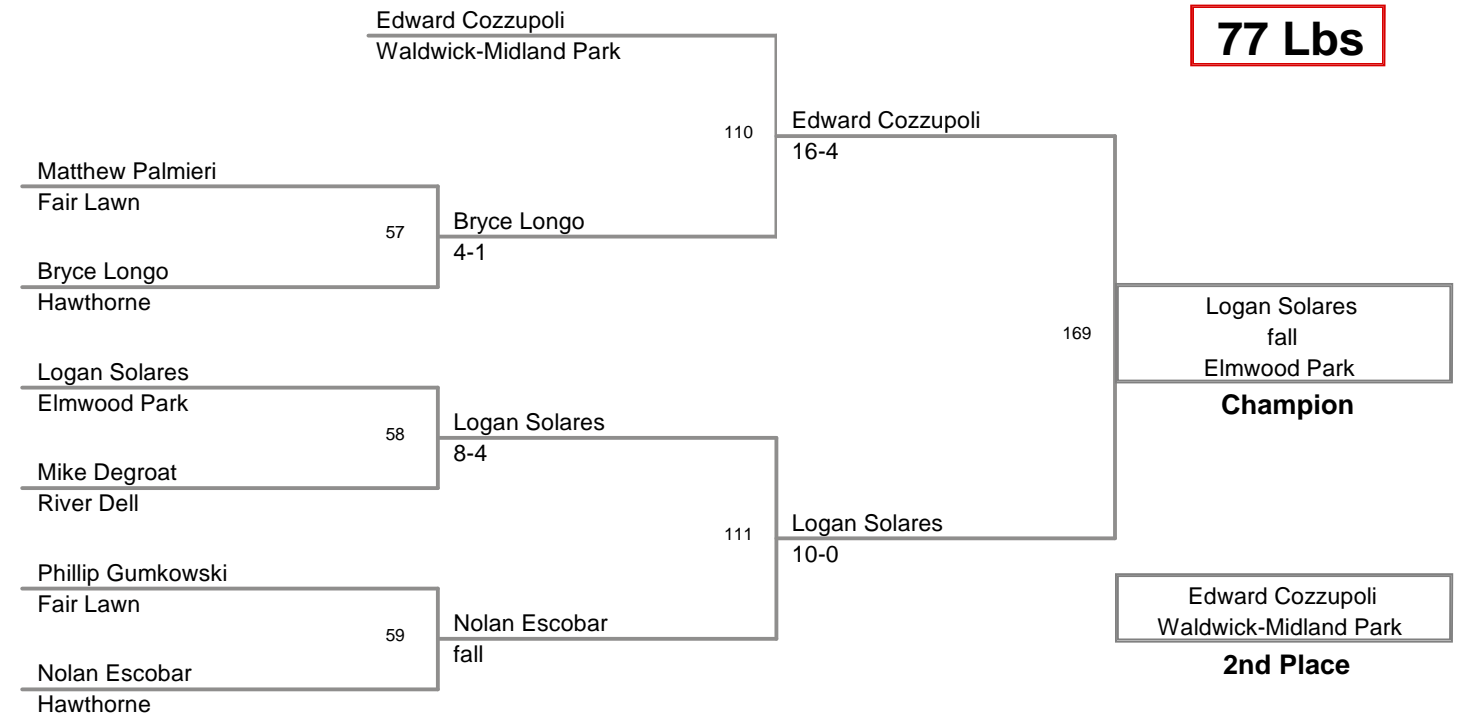 Edward Cozzupoli
Waldwick-Midland Park
77 Lbs
110
Edward Cozzupoli
16-4
Matthew Palmieri
Fair Lawn
57
Bryce Longo
4-1
Bryce Longo
Hawthorne
169
Logan Solares
fall
Elmwood Park
Champion
Logan Solares
Elmwood Park
58
Logan Solares
8-4
Mike Degroat
River Dell
111
Logan Solares
10-0
Phillip Gumkowski
Fair Lawn
59
Nolan Escobar
fall
Nolan Escobar
Hawthorne
Edward Cozzupoli
Waldwick-Midland Park
2nd Place